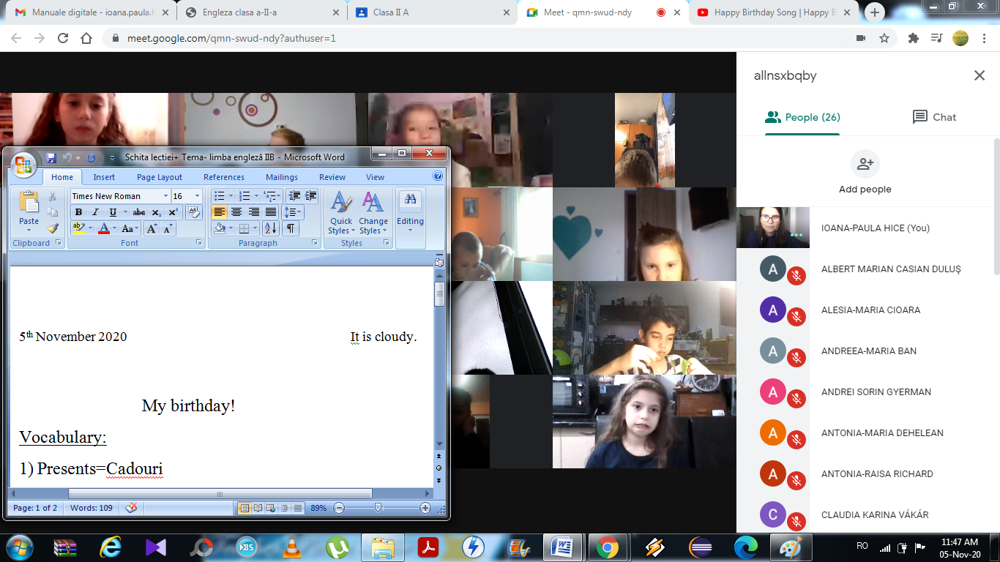 Manuale digitale - ioana.paula.h
Engleza clasa a-II-a
Clasa II A
Meet - qmn-swud-ndy
Happy Birthday Song | Happy B
meet.google.com/qmn-swud-ndy?authuser=1
allnsxbqby
People (26)
Chat
Add people
IOANA-PAULA HICE (You)
A
ALBERT MARIAN CASIAN DULUȘ
A
ALESIA-MARIA CIOARA
A
ANDREEA-MARIA BAN
A
ANDREI SORIN GYERMAN
A
ANTONIA-MARIA DEHELEAN
A
ANTONIA-RAISA RICHARD
C
CLAUDIA KARINA VÁKÁR
Schita lectiei+ Tema- limba engleză IIB - Microsoft Word
Home Insert Page Layout References Mailings Review View
Times New Roman 16
Paste
B I U abc X₂ X²
Aa A A
Quick Styles
Change Styles
Editing
Clipboard Font Paragraph Styles
5th November 2020 It is cloudy.
My birthday!
Vocabulary:
1) Presents=Cadouri
Page: 1 of 2 Words: 109 89%
RO 11:47 AM
05-Nov-20